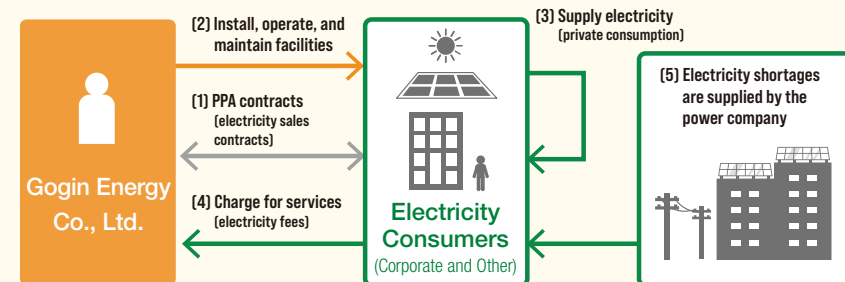 Gogin Energy
Co., Ltd.
(2) Install, operate, and
maintain facilities
(1) PPA contracts
(electricity sales
contracts)
(4) Charge for services
(electricity fees)
Electricity
Consumers
(Corporate and Other)
(3) Supply electricity
(private consumption)
(5) Electricity shortages
are supplied by the
power company